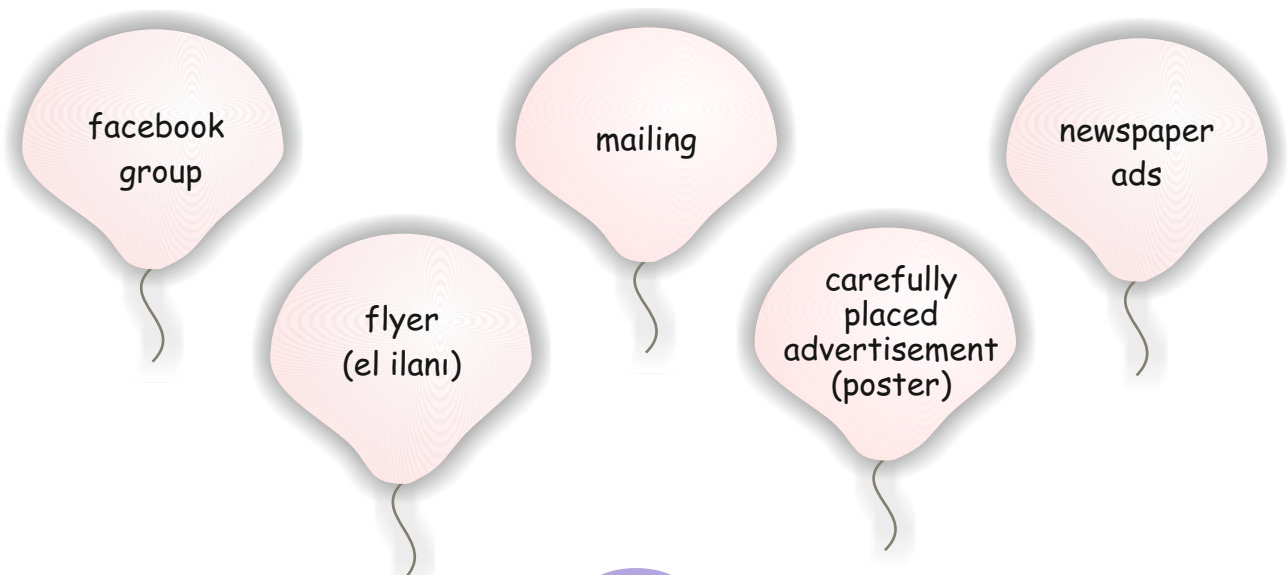 facebook
group
mailing
newspaper
ads
flyer
(el ilanı)
carefully
placed
advertisement
(poster)